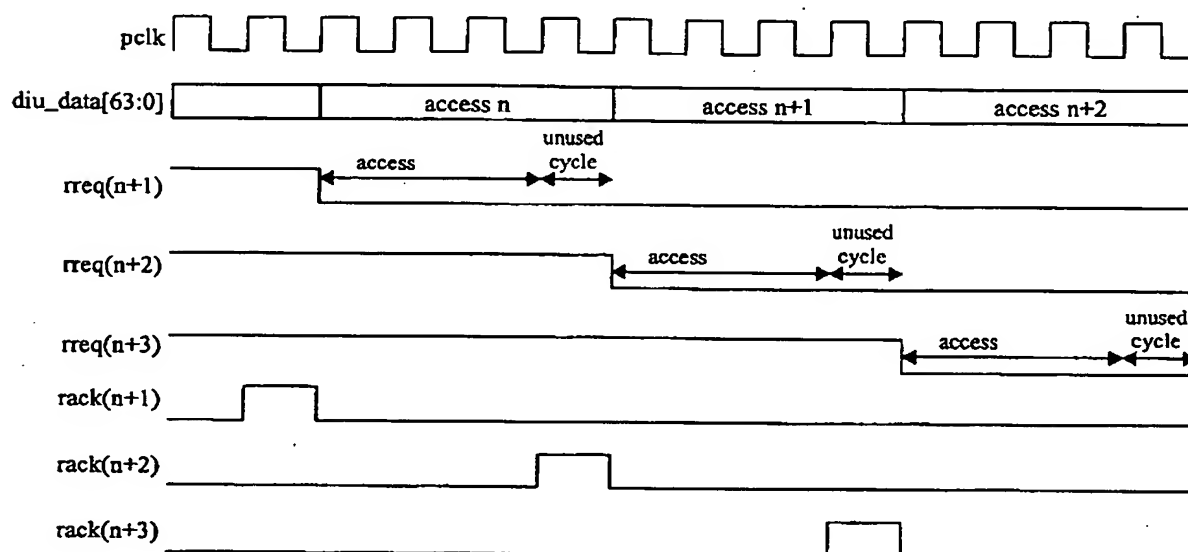 pclk
diu_data[63:0]
access n
access n+1
access n+2
rreq(n+1)
access
unused
cycle
rreq(n+2)
access
unused
cycle
rreq(n+3)
access
unused
cycle
rack(n+1)
rack(n+2)
rack(n+3)